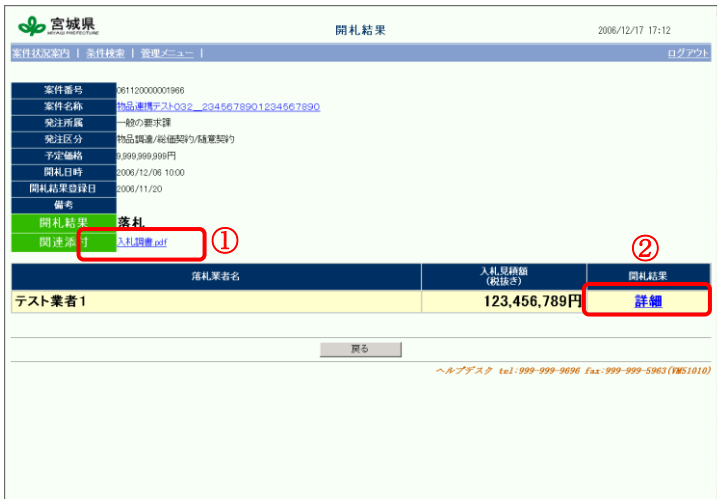 宮城県
MIYAGI PREFECTURE
開札結果
2006/12/17 17:12
案件状況案内 | 条件検索 | 管理メニュー |
ログアウト
案件番号 061120000001966
案件名称 物品連携テスト032__2345678901234567890
発注所属 一般の要求課
発注区分 物品調達/総価契約/随意契約
予定価格 9,999,999,999円
開札日時 2006/12/06 10:00
開札結果登録日 2006/11/20
備考
開札結果 落札
関連添付 入札調書.pdf
①
②
落札業者名 入札見積額(税抜き) 開札結果
テスト業者1 123,456,789円 詳細
戻る
ヘルプデスク tel:999-999-9696 fax:999-999-5963(VM51010)